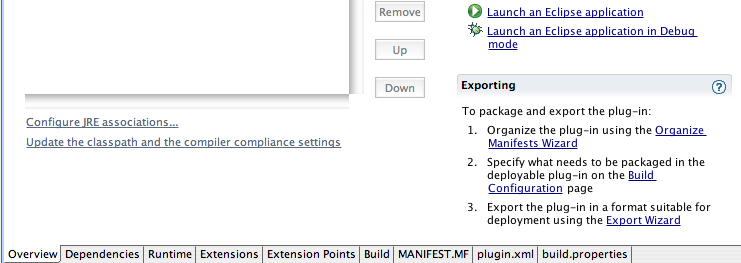 Remove
Up
Down
Configure JRE associations...
Update the classpath and the compiler compliance settings
Launch an Eclipse application
Launch an Eclipse application in Debug
mode
Exporting
?
To package and export the plug-in:
1. Organize the plug-in using the Organize
Manifests Wizard
2. Specify what needs to be packaged in the
deployable plug-in on the Build
Configuration page
3. Export the plug-in in a format suitable for
deployment using the Export Wizard
Overview Dependencies Runtime Extensions Extension Points Build MANIFEST.MF plugin.xml build.properties